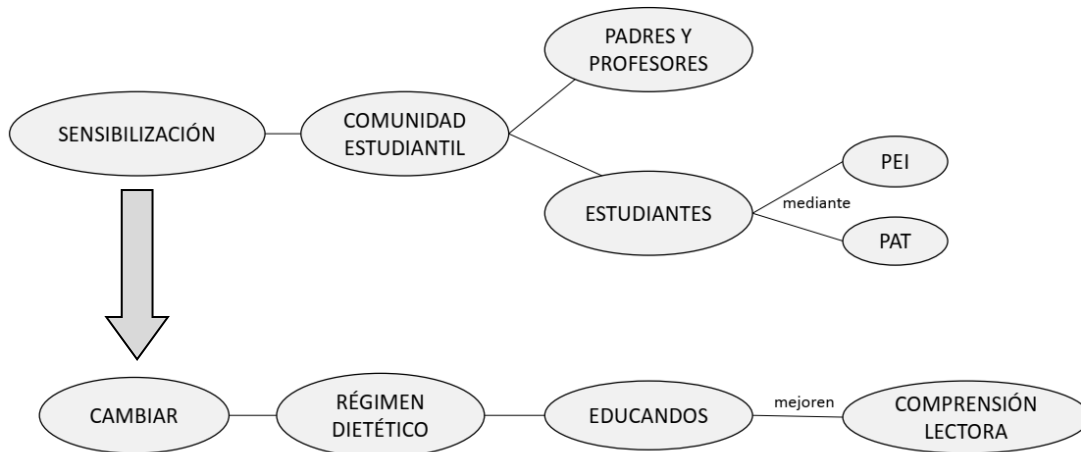 PADRES Y
PROFESORES
SENSIBILIZACIÓN
COMUNIDAD
ESTUDIANTIL
PEI
mediante
ESTUDIANTES
PAT
CAMBIAR
RÉGIMEN
DIETÉTICO
EDUCANDOS
mejoren
COMPRENSIÓN
LECTORA